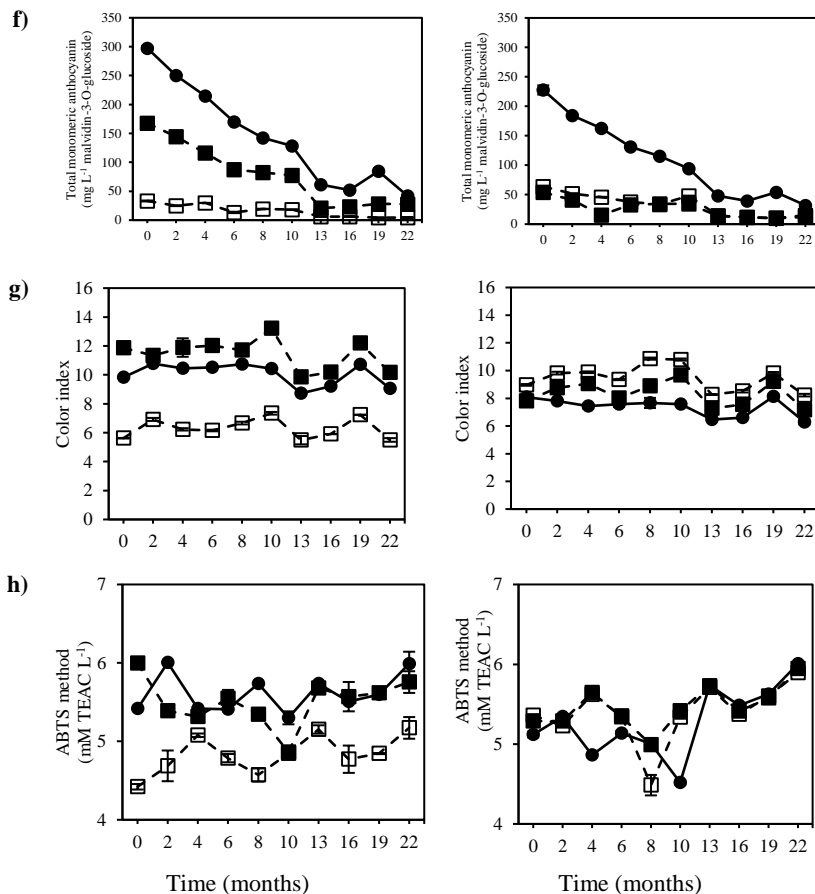 f)
Total monomeric anthocyanin
(mg L-1 malvidin-3-O-glucoside)
350
300
250
200
150
100
50
0
0 2 4 6 8 10 13 16 19 22
Total monomeric anthocyanin
(mg L-1 malvidin-3-O-glucoside)
350
300
250
200
150
100
50
0
0 2 4 6 8 10 13 16 19 22
g)
Color index
16
14
12
10
8
6
4
2
0
0 2 4 6 8 10 13 16 19 22
Color index
16
14
12
10
8
6
4
2
0
0 2 4 6 8 10 13 16 19 22
h)
ABTS method
(mM TEAC L-1)
7
6
5
4
0 2 4 6 8 10 13 16 19 22
Time (months)
ABTS method
(mM TEAC L-1)
7
6
5
4
0 2 4 6 8 10 13 16 19 22
Time (months)